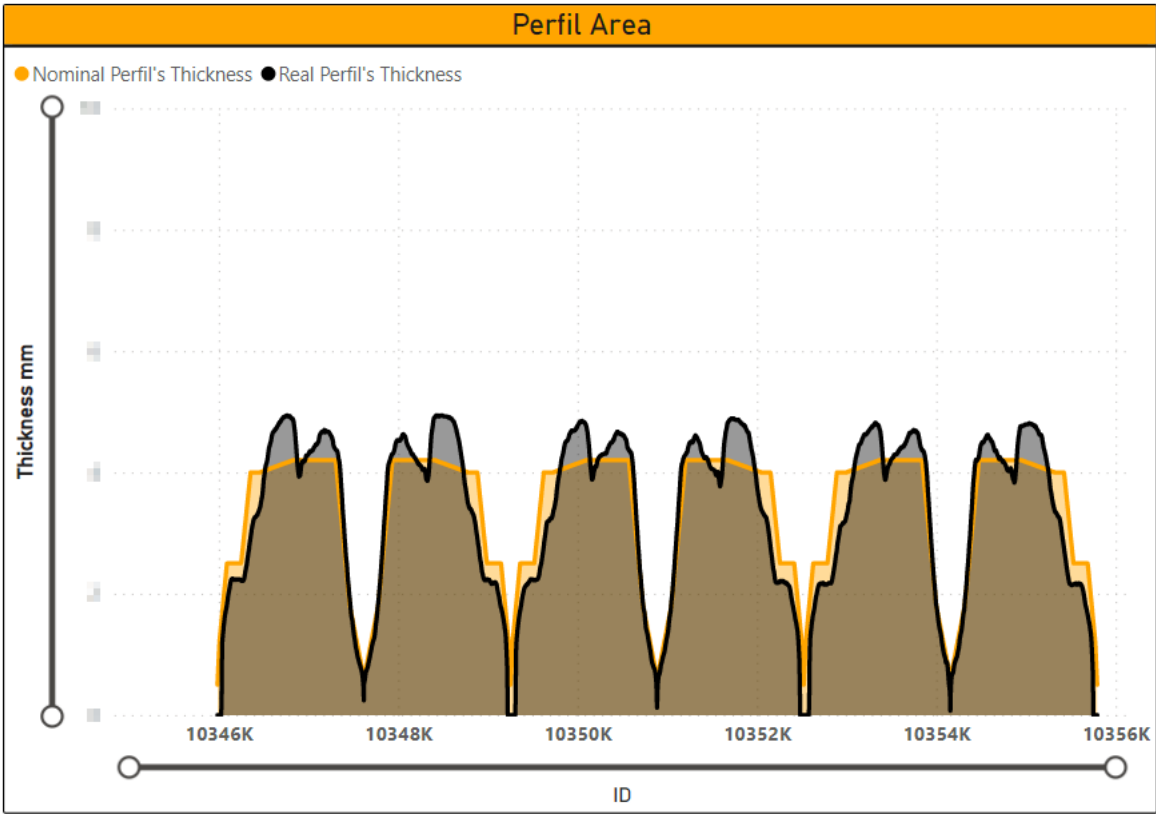 Perfil Area
Nominal Perfil's Thickness Real Perfil's Thickness
Thickness mm
10346K 10348K 10350K 10352K 10354K 10356K
ID